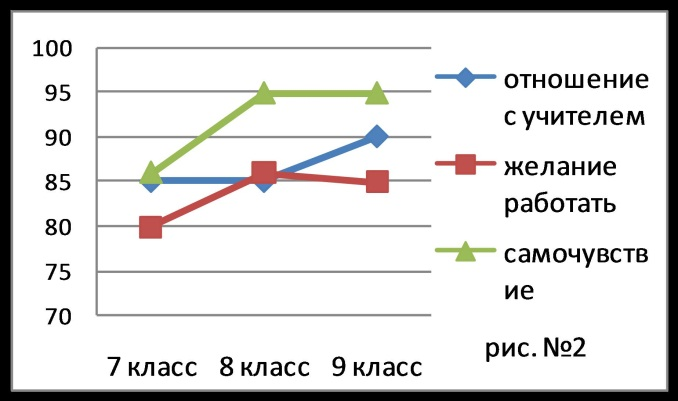 100
95
90
85
80
75
70
7 класс 8 класс 9 класс
отношение
с учителем
желание
работать
самочувств
ие
рис. №2